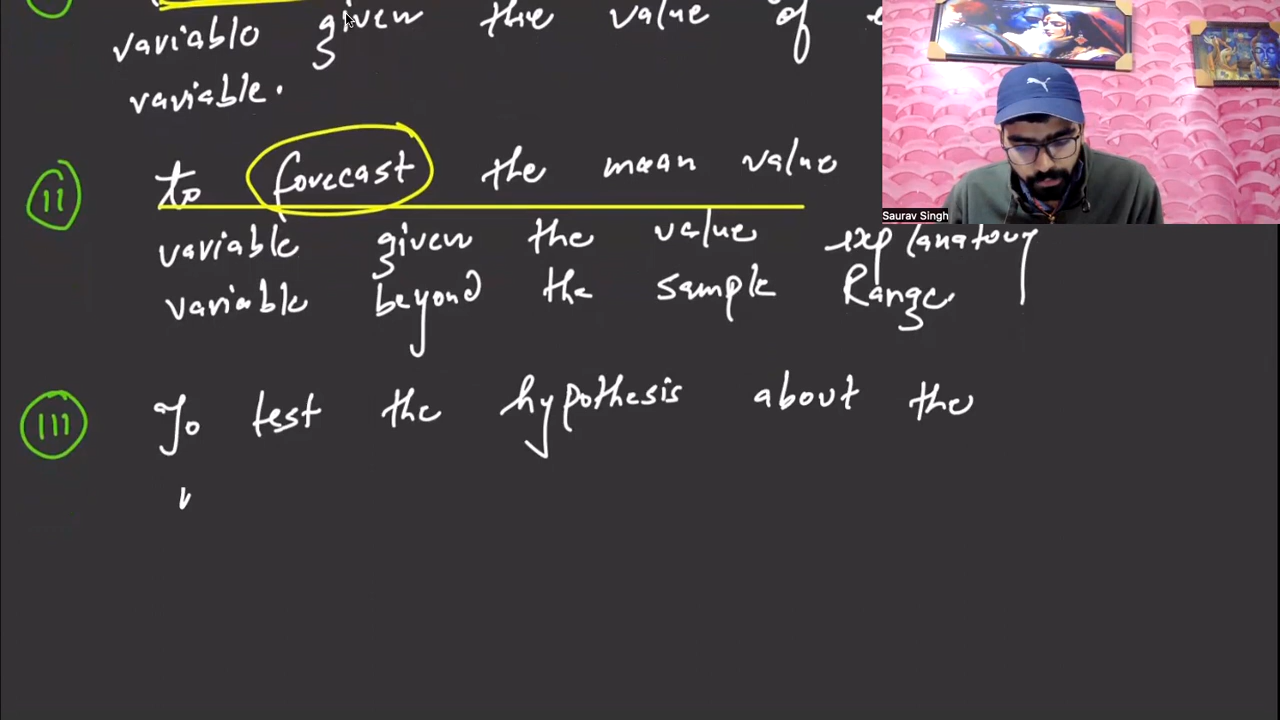 variable given the value of
variable.
(ii) to forecast the mean value
variable given the value explanatory
variable beyond the sample Range.
(iii) To test the hypothesis about the
Saurav Singh